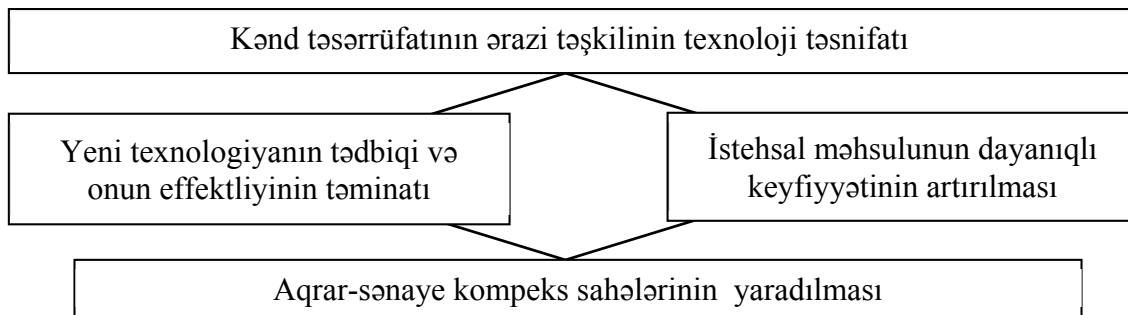 Kənd təsərrüfatının ərazi təşkilinin texnoloji təsnifatı
Yeni texnologiyanın tədbiqi və
onun effektliyinin təminatı
İstehsal məhsulunun dayanıqlı
keyfiyyətinin artırılması
Aqrar-sənaye kompeks sahələrinin yaradılması